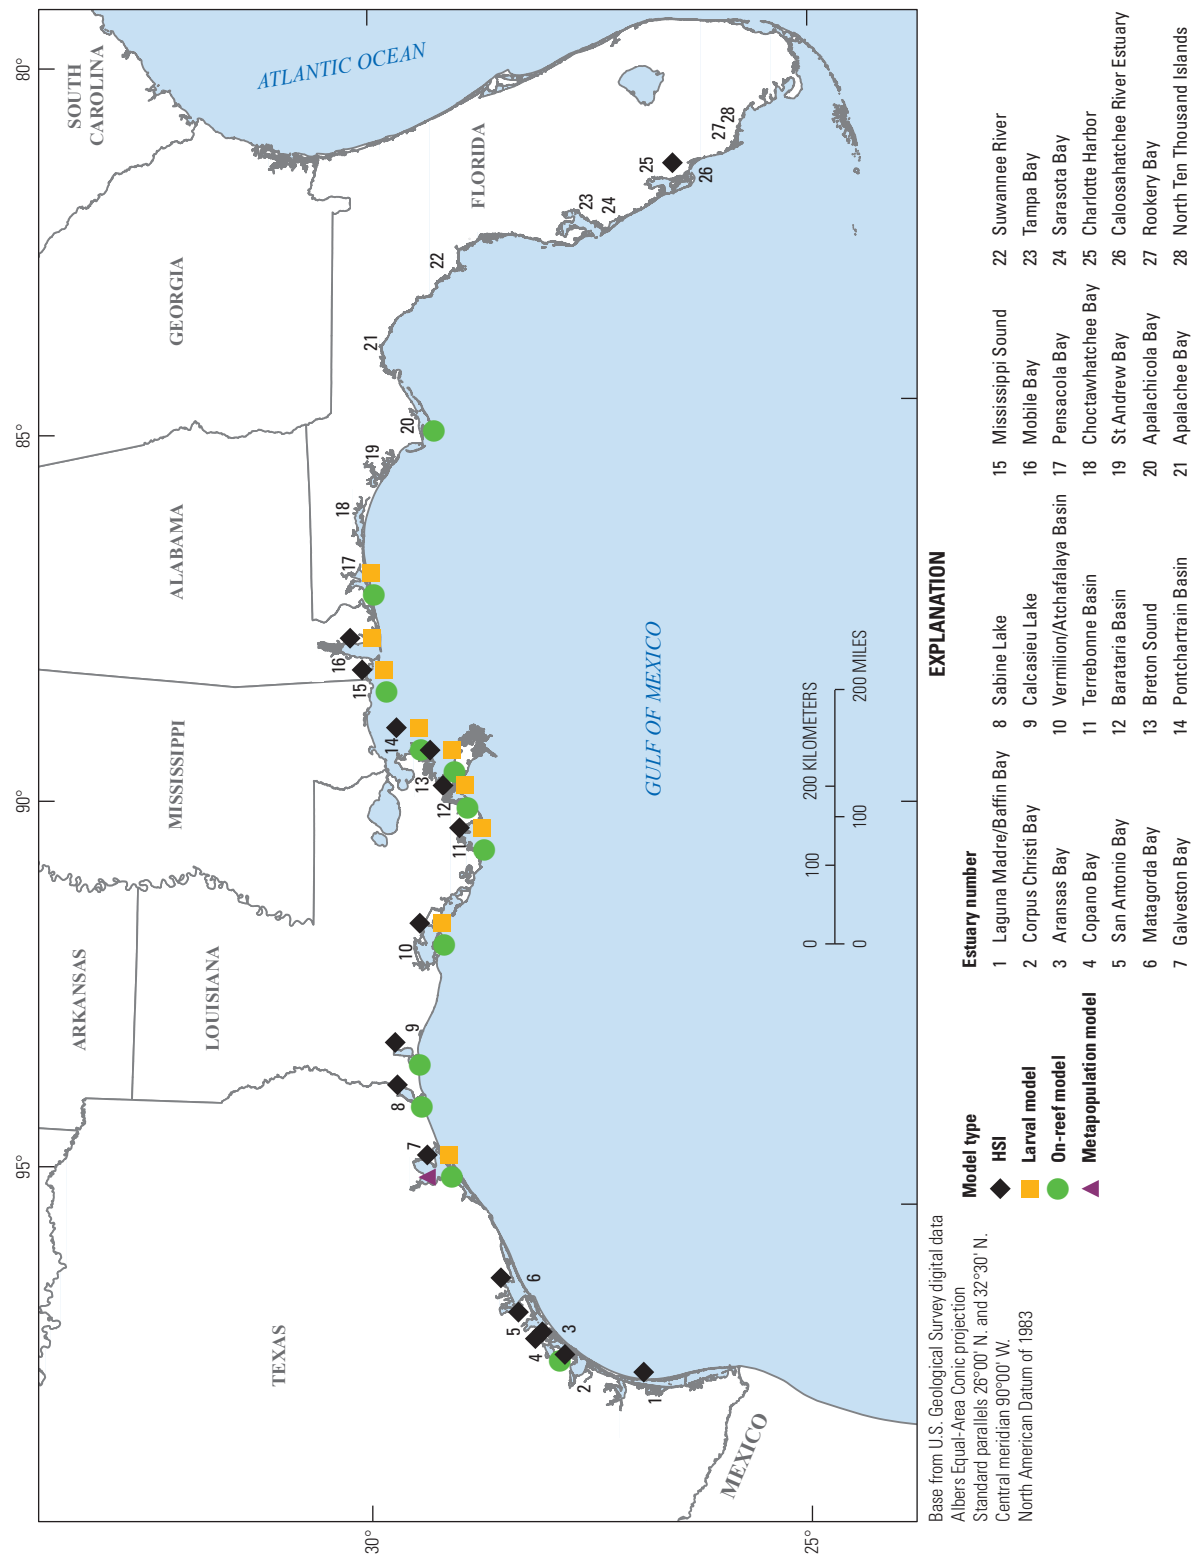 80°
85°
90°
95°
30°
25°
SOUTH
CAROLINA
ATLANTIC OCEAN
GEORGIA
FLORIDA
ALABAMA
MISSISSIPPI
ARKANSAS
LOUISIANA
TEXAS
MEXICO
GULF OF MEXICO
1
2
3
4
5
6
7
8
9
10
11
12
13
14
15
16
17
18
19
20
21
22
23
24
25
26
27
28
0 100 200 KILOMETERS
0 100 200 MILES
Base from U.S. Geological Survey digital data
Albers Equal-Area Conic projection
Standard parallels 26°00' N. and 32°30' N.
Central meridian 90°00' W.
North American Datum of 1983
EXPLANATION
Model type
HSI
Larval model
On-reef model
Metapopulation model
Estuary number
1 Laguna Madre/Baffin Bay
2 Corpus Christi Bay
3 Aransas Bay
4 Copano Bay
5 San Antonio Bay
6 Matagorda Bay
7 Galveston Bay
8 Sabine Lake
9 Calcasieu Lake
10 Vermilion/Atchafalaya Basin
11 Terrebonne Basin
12 Barataria Basin
13 Breton Sound
14 Pontchartrain Basin
15 Mississippi Sound
16 Mobile Bay
17 Pensacola Bay
18 Choctawhatchee Bay
19 St Andrew Bay
20 Apalachicola Bay
21 Apalachee Bay
22 Suwannee River
23 Tampa Bay
24 Sarasota Bay
25 Charlotte Harbor
26 Caloosahatchee River Estuary
27 Rookery Bay
28 North Ten Thousand Islands